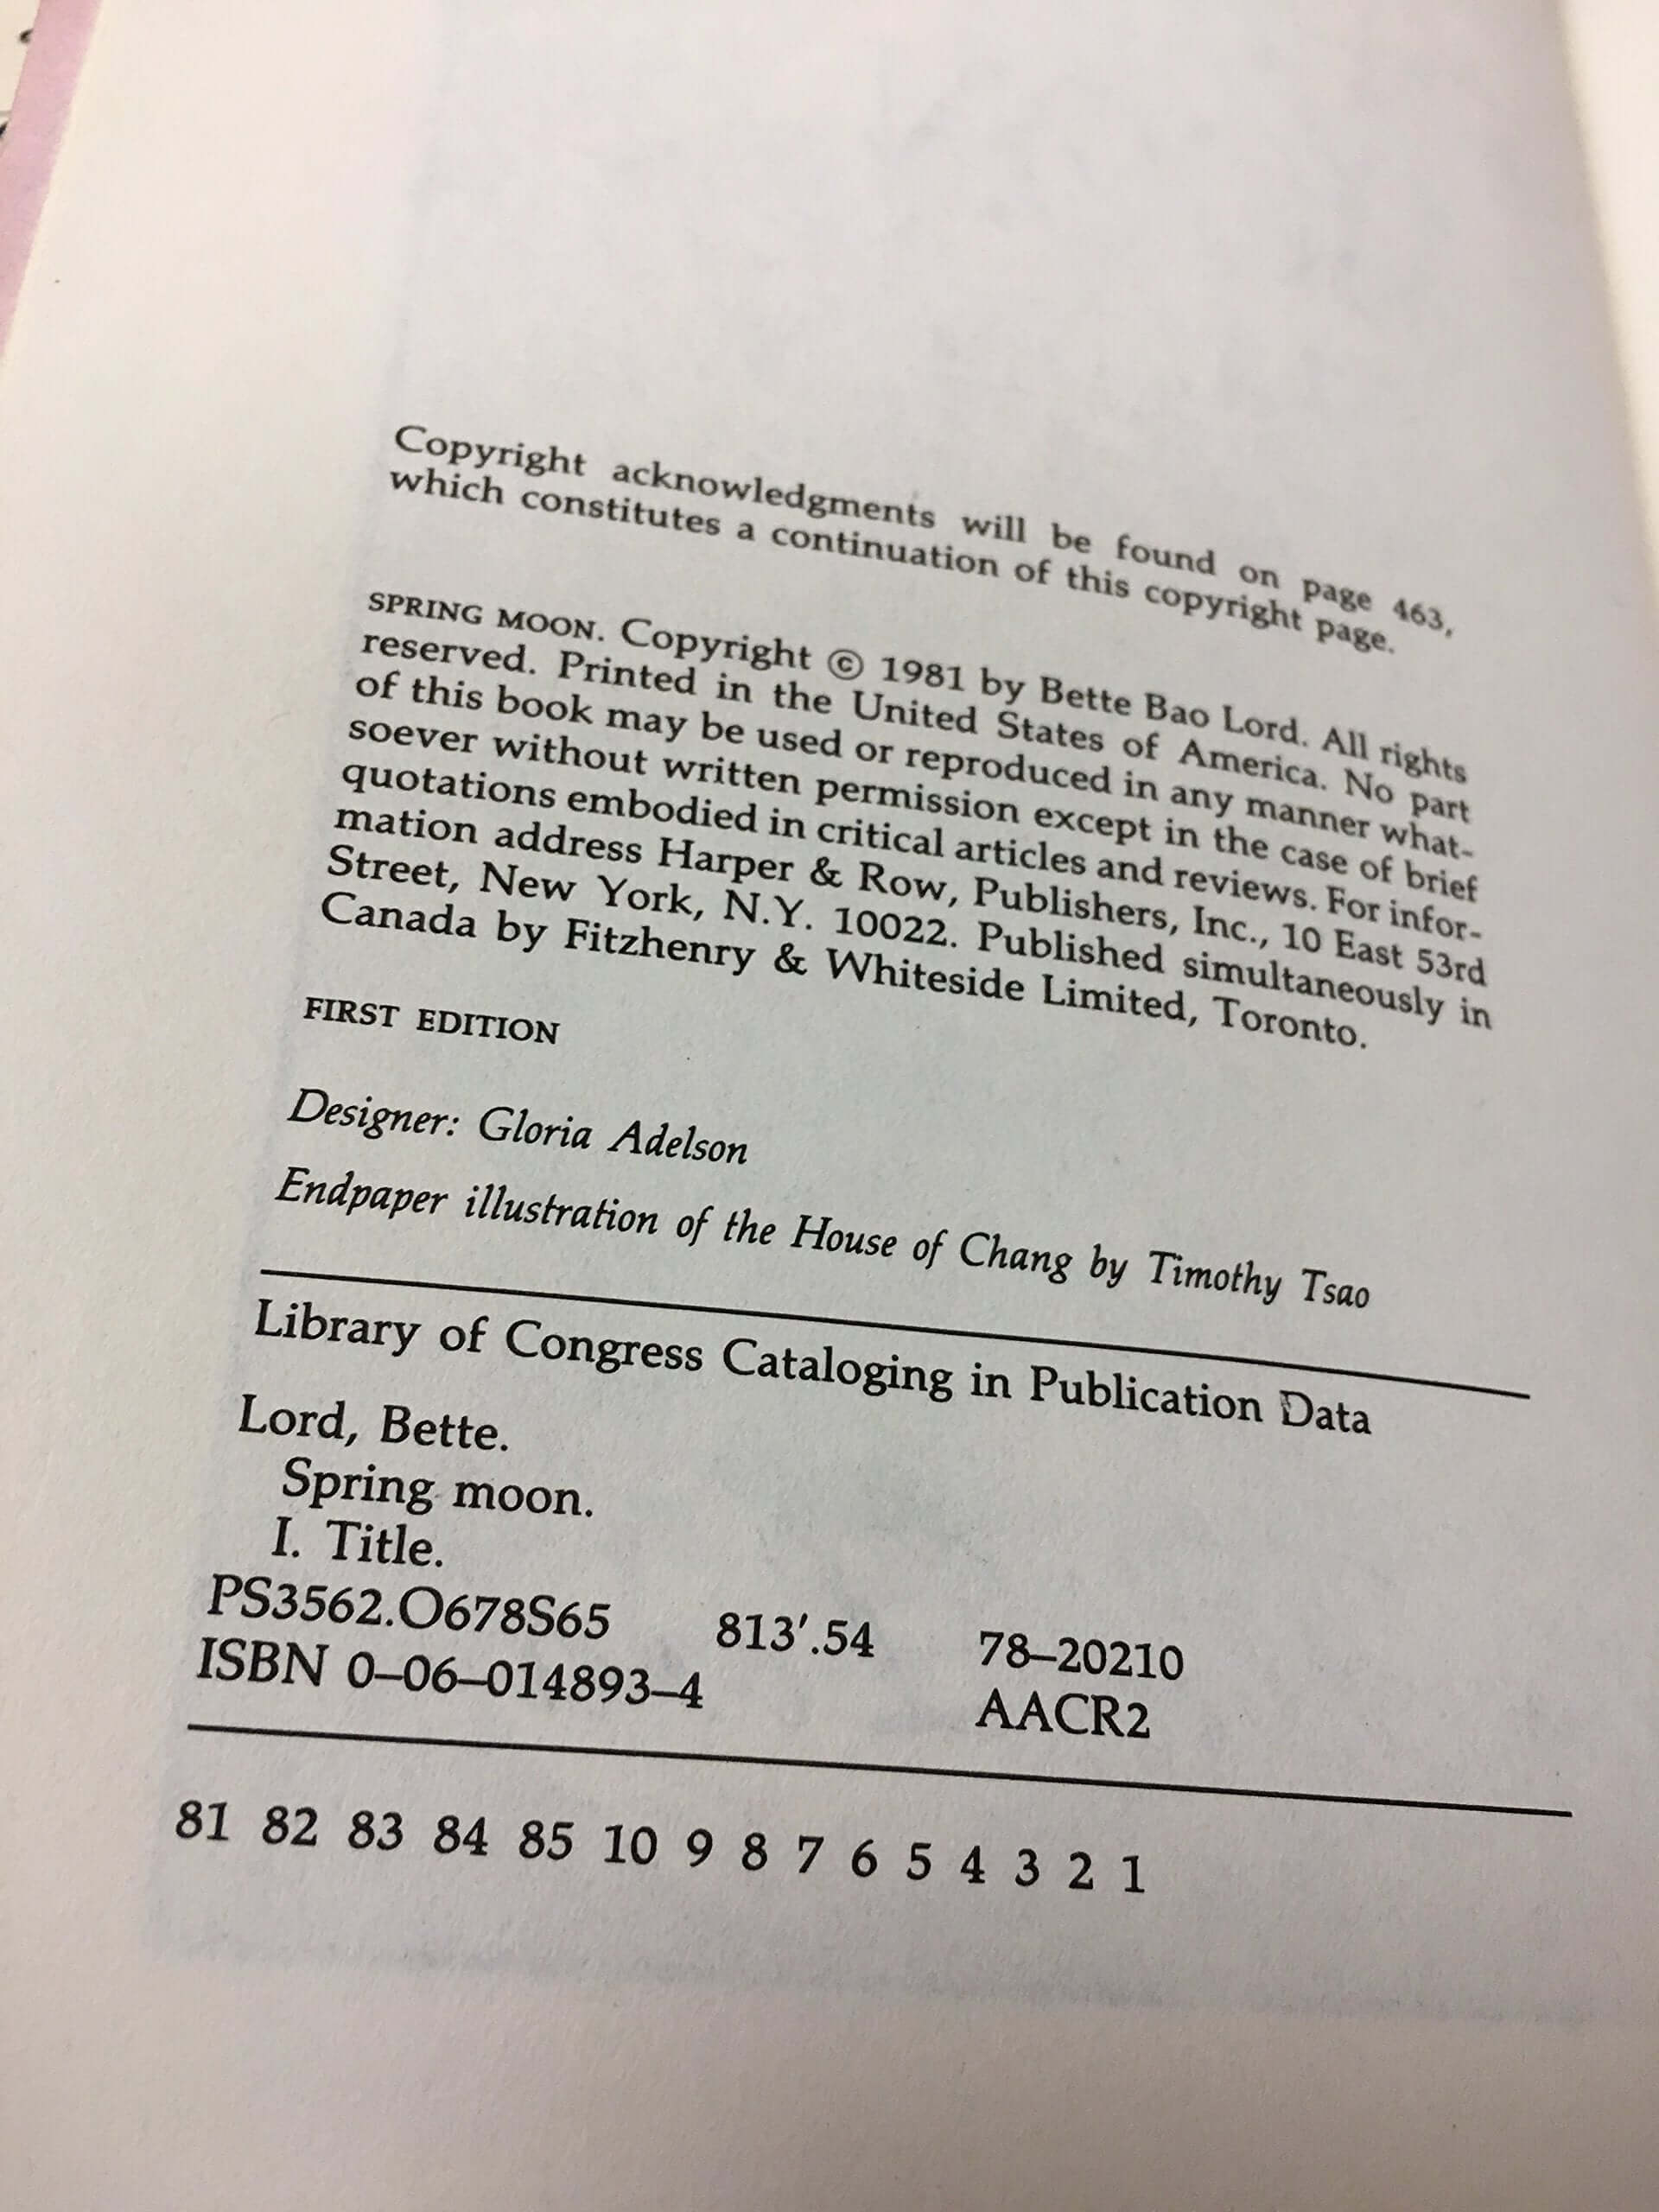 Copyright acknowledgments will be found on page 463,
which constitutes a continuation of this copyright page.
SPRING MOON. Copyright © 1981 by Bette Bao Lord. All rights
reserved. Printed in the United States of America. No part
of this book may be used or reproduced in any manner what-
soever without written permission except in the case of brief
quotations embodied in critical articles and reviews. For infor-
mation address Harper & Row, Publishers, Inc., 10 East 53rd
Street, New York, N.Y. 10022. Published simultaneously in
Canada by Fitzhenry & Whiteside Limited, Toronto.
FIRST EDITION
Designer: Gloria Adelson
Endpaper illustration of the House of Chang by Timothy Tsao
Library of Congress Cataloging in Publication Data
Lord, Bette.
Spring moon.
I. Title.
PS3562.O678S65 813′.54 78–20210
ISBN 0–06–014893–4 AACR2
81 82 83 84 85 10 9 8 7 6 5 4 3 2 1